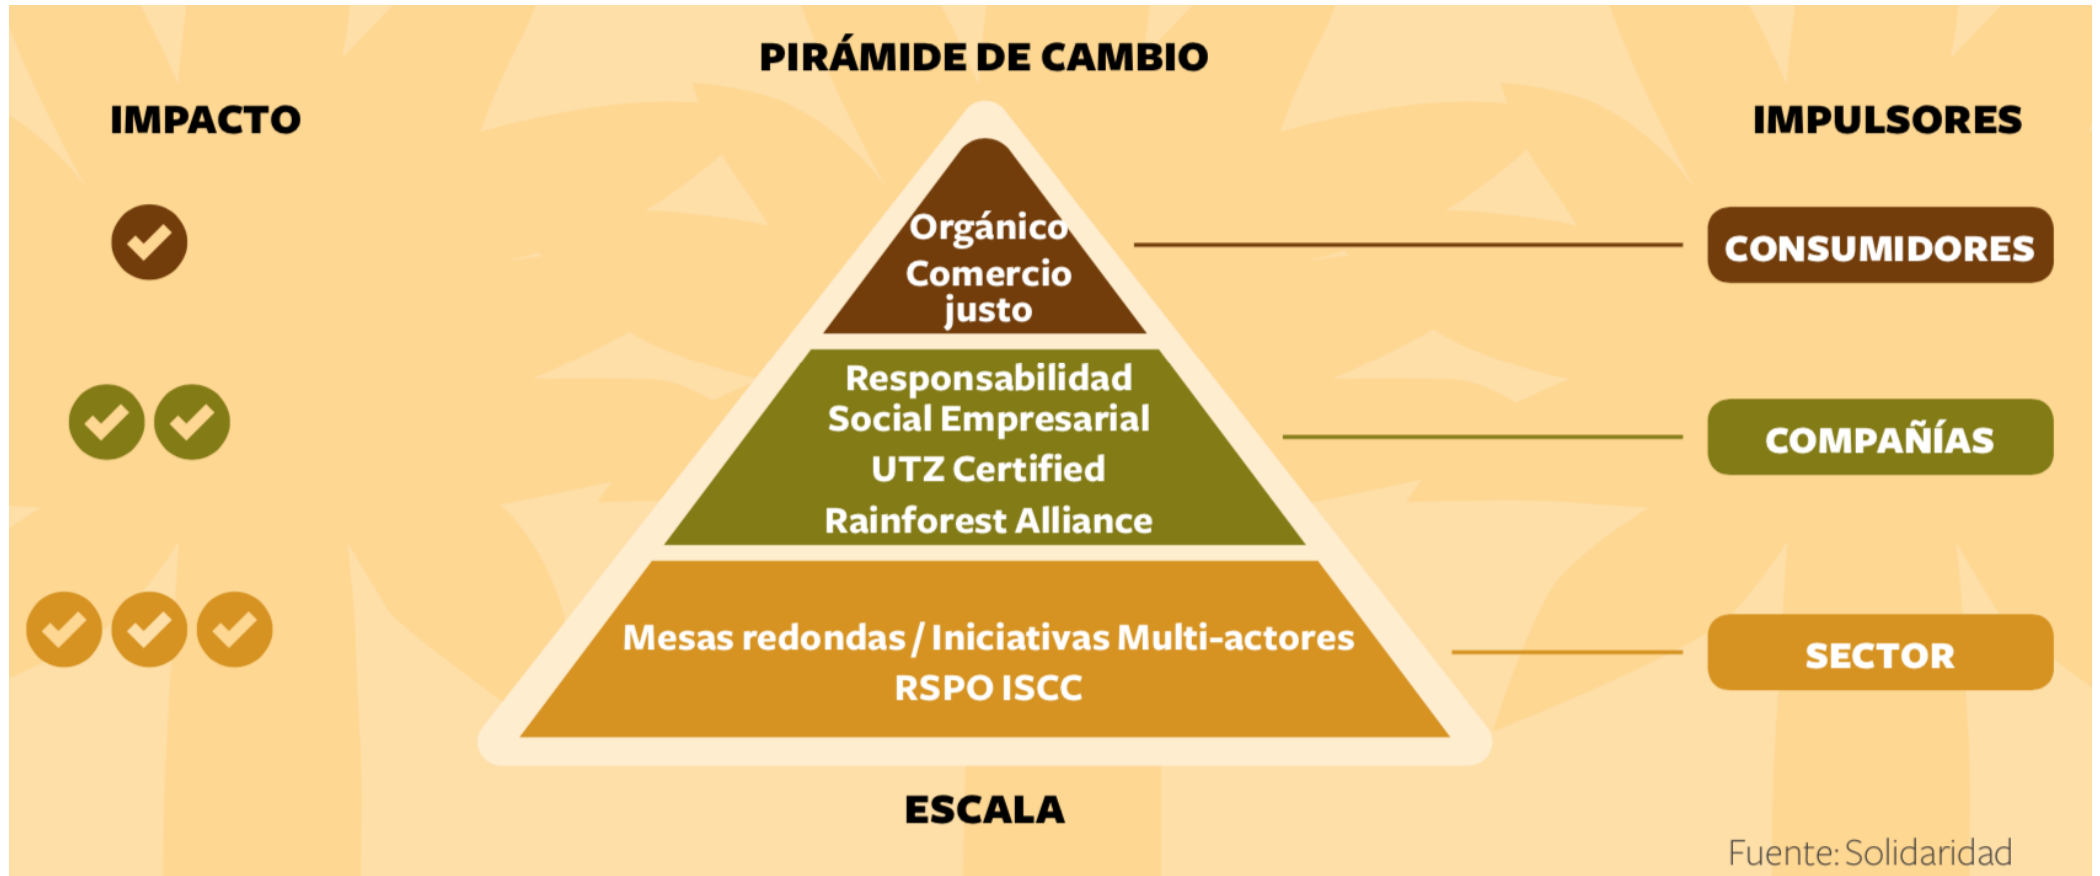 PIRÁMIDE DE CAMBIO
IMPACTO
IMPULSORES
Orgánico
Comercio
justo
CONSUMIDORES
Responsabilidad
Social Empresarial
UTZ Certified
Rainforest Alliance
COMPAÑÍAS
Mesas redondas / Iniciativas Multi-actores
RSPO ISCC
SECTOR
ESCALA
Fuente: Solidaridad